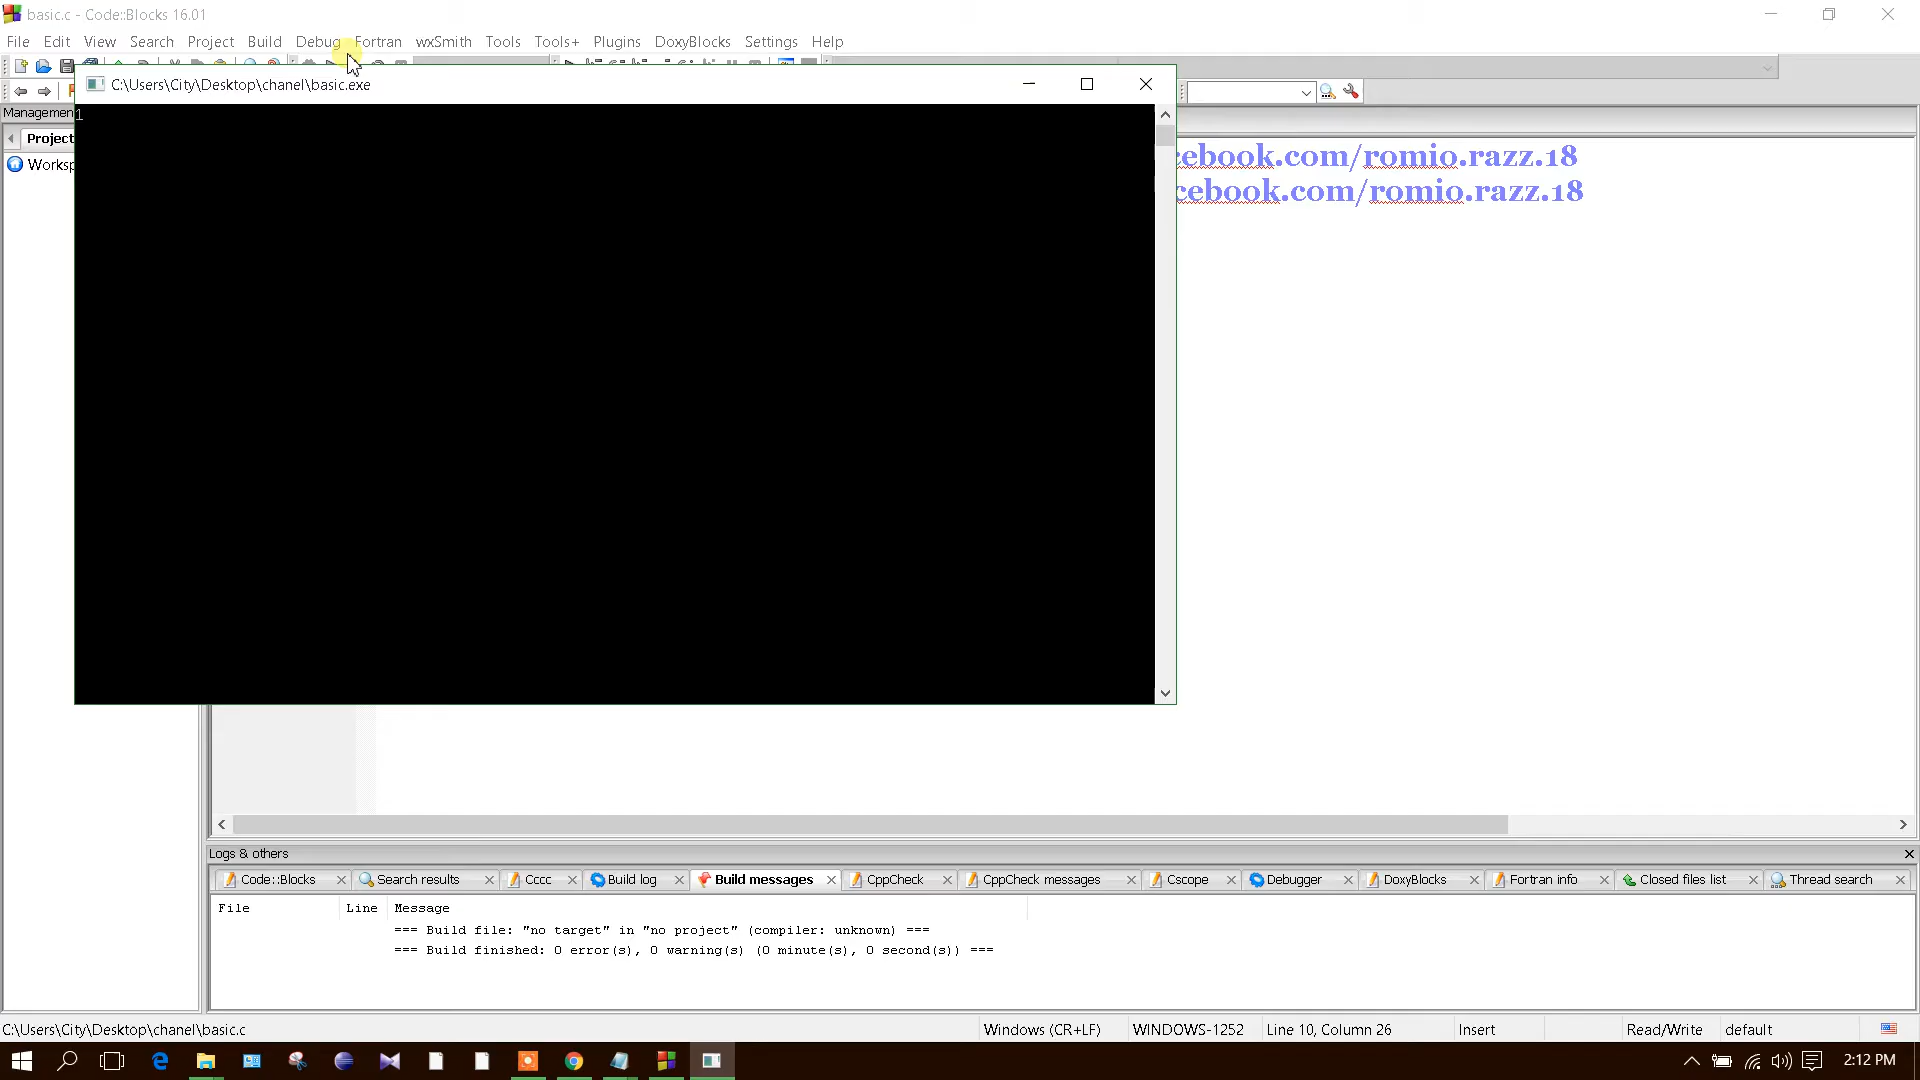 basic.c - Code::Blocks 16.01
File Edit View Search Project Build Debug Fortran wxSmith Tools Tools+ Plugins DoxyBlocks Settings Help
C:\Users\City\Desktop\chanel\basic.exe
Management
1
Project
cebook.com/romio.razz.18
Worksp
cebook.com/romio.razz.18
Logs & others
Code::Blocks Search results Cccc Build log Build messages CppCheck CppCheck messages Cscope Debugger DoxyBlocks Fortran info Closed files list Thread search
File Line Message
=== Build file: "no target" in "no project" (compiler: unknown) ===
=== Build finished: 0 error(s), 0 warning(s) (0 minute(s), 0 second(s)) ===
C:\Users\City\Desktop\chanel\basic.c Windows (CR+LF) WINDOWS-1252 Line 10, Column 26 Insert Read/Write default
2:12 PM